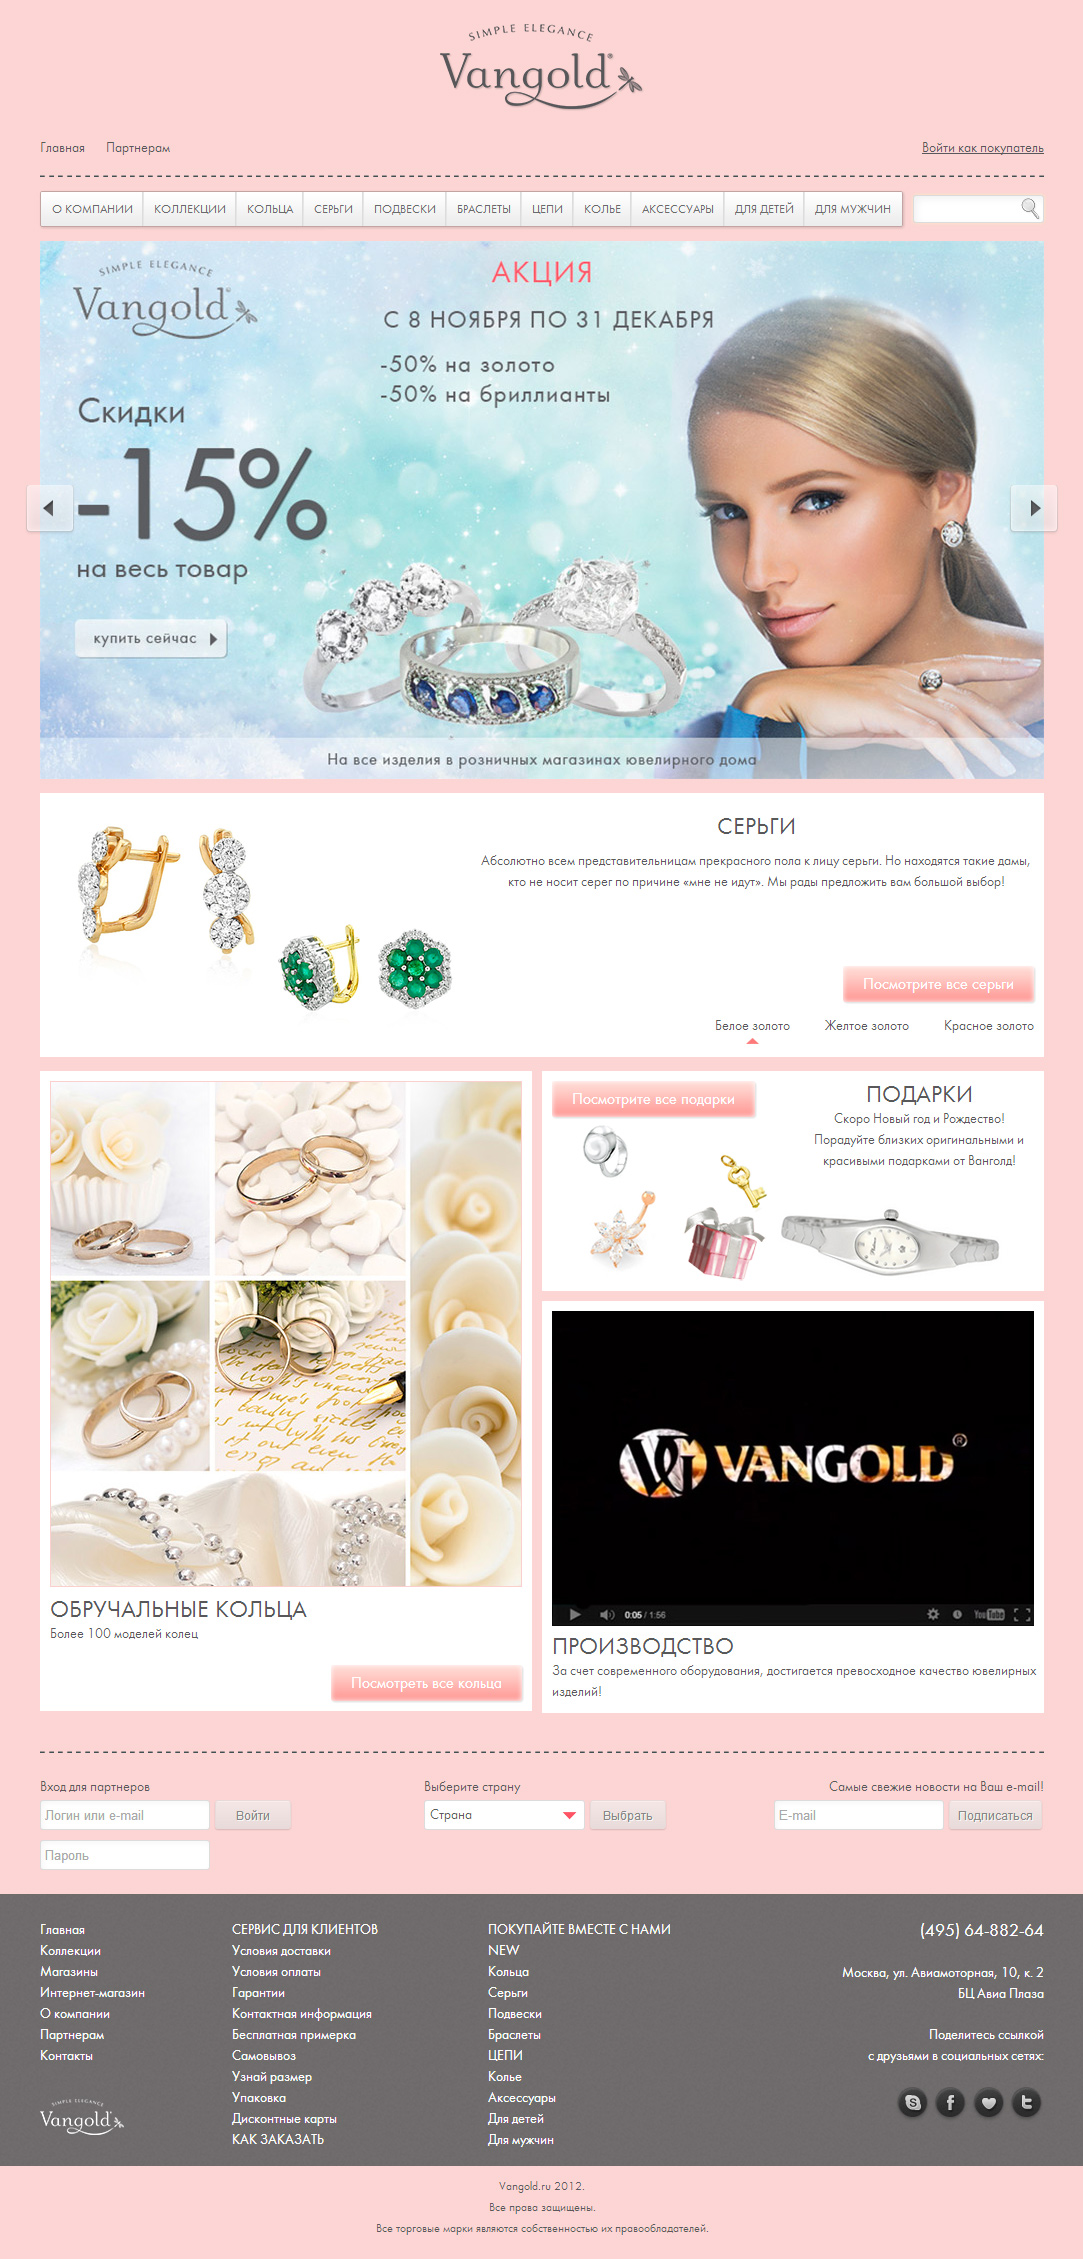 SIMPLE ELEGANCE
Vangold®
Главная Партнерам Войти как покупатель
О КОМПАНИИ КОЛЛЕКЦИИ КОЛЬЦА СЕРЬГИ ПОДВЕСКИ БРАСЛЕТЫ ЦЕПИ КОЛЬЕ АКСЕССУАРЫ ДЛЯ ДЕТЕЙ ДЛЯ МУЖЧИН
SIMPLE ELEGANCE
Vangold
АКЦИЯ
С 8 НОЯБРЯ ПО 31 ДЕКАБРЯ
-50% на золото
-50% на бриллианты
Скидки
-15%
на весь товар
купить сейчас
На все изделия в розничных магазинах ювелирного дома
СЕРЬГИ
Абсолютно всем представительницам прекрасного пола к лицу серьги. Но находятся такие дамы,
кто не носит серег по причине «мне не идут». Мы рады предложить вам большой выбор!
Посмотрите все серьги
Белое золото Желтое золото Красное золото
Посмотрите все подарки
ПОДАРКИ
Скоро Новый год и Рождество!
Порадуйте близких оригинальными и
красивыми подарками от Ванголд!
VANGOLD®
0:05 / 1:56 YouTube
ОБРУЧАЛЬНЫЕ КОЛЬЦА
Более 100 моделей колец
Посмотреть все кольца
ПРОИЗВОДСТВО
За счет современного оборудования, достигается превосходное качество ювелирных
изделий!
Вход для партнеров
Логин или e-mail Войти
Пароль
Выберите страну
Страна Выбрать
Самые свежие новости на Ваш e-mail!
E-mail Подписаться
Главная
Коллекции
Магазины
Интернет-магазин
О компании
Партнерам
Контакты
SIMPLE ELEGANCE
Vangold
СЕРВИС ДЛЯ КЛИЕНТОВ
Условия доставки
Условия оплаты
Гарантии
Контактная информация
Бесплатная примерка
Самовывоз
Узнай размер
Упаковка
Дисконтные карты
КАК ЗАКАЗАТЬ
ПОКУПАЙТЕ ВМЕСТЕ С НАМИ
NEW
Кольца
Серьги
Подвески
Браслеты
ЦЕПИ
Колье
Аксессуары
Для детей
Для мужчин
(495) 64-882-64
Москва, ул. Авиамоторная, 10, к. 2
БЦ Авиа Плаза
Поделитесь ссылкой
с друзьями в социальных сетях:
Vangold.ru 2012.
Все права защищены.
Все торговые марки являются собственностью их правообладателей.